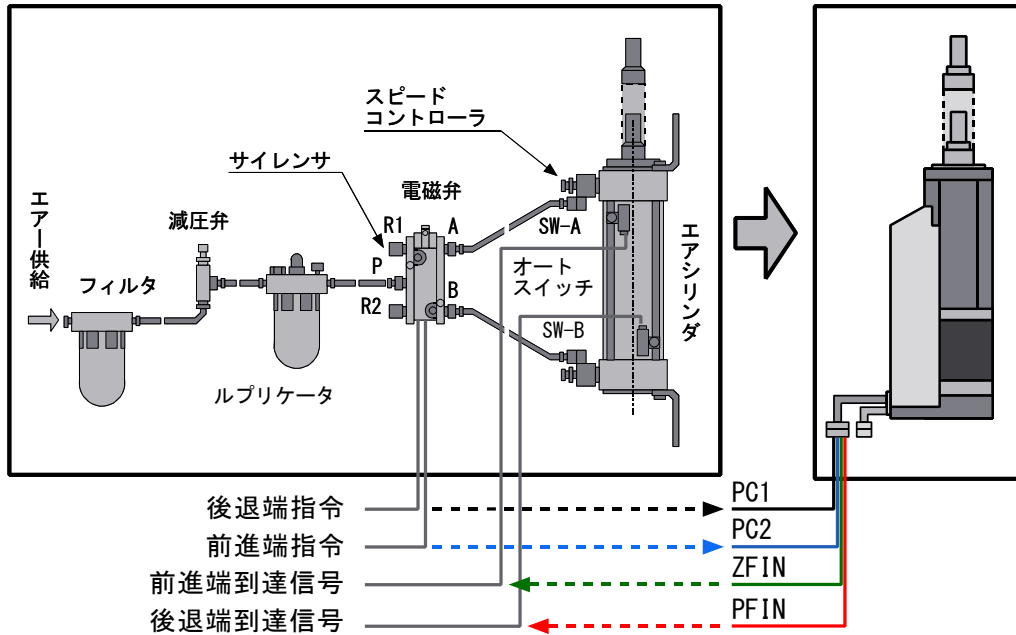 スピード
コントローラ
サイレンサ
電磁弁
エアー供給
減圧弁
R1
A
SW-A
P
フィルタ
オート
スイッチ
エアシリンダ
B
R2
SW-B
ルプリケータ
後退端指令
PC1
前進端指令
PC2
前進端到達信号
ZFIN
後退端到達信号
PFIN